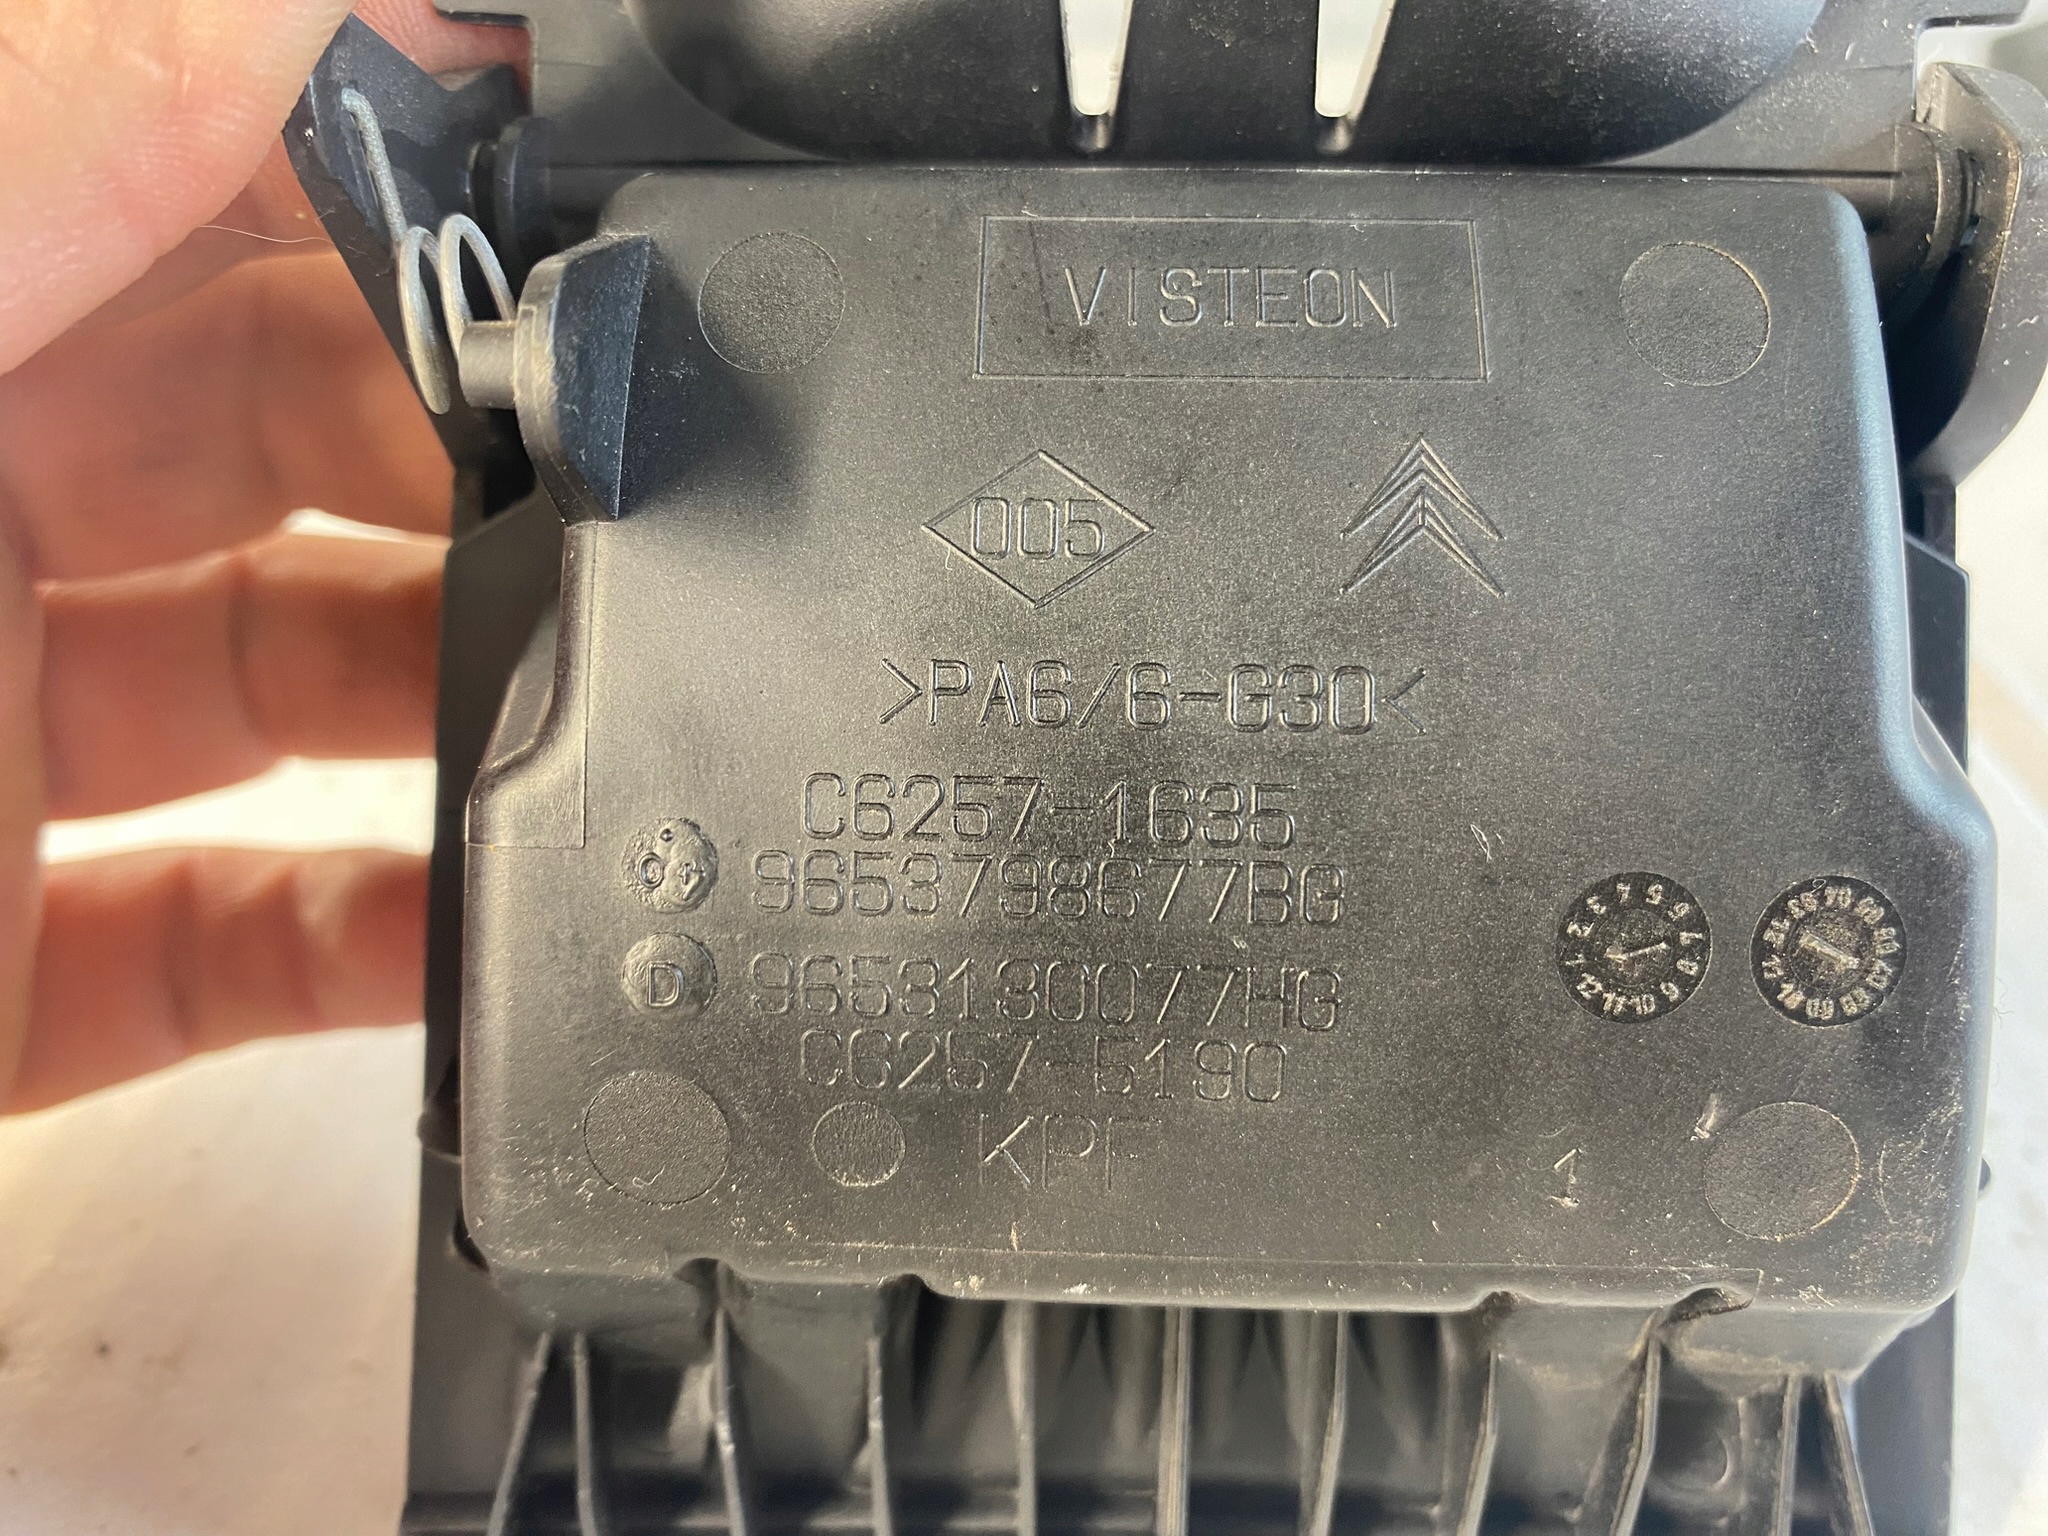 VISTEON
005
>PA6/6-G30<
C6257-1635
9653798677BG
D 9653130077HG
C6257-5190
KPF
1